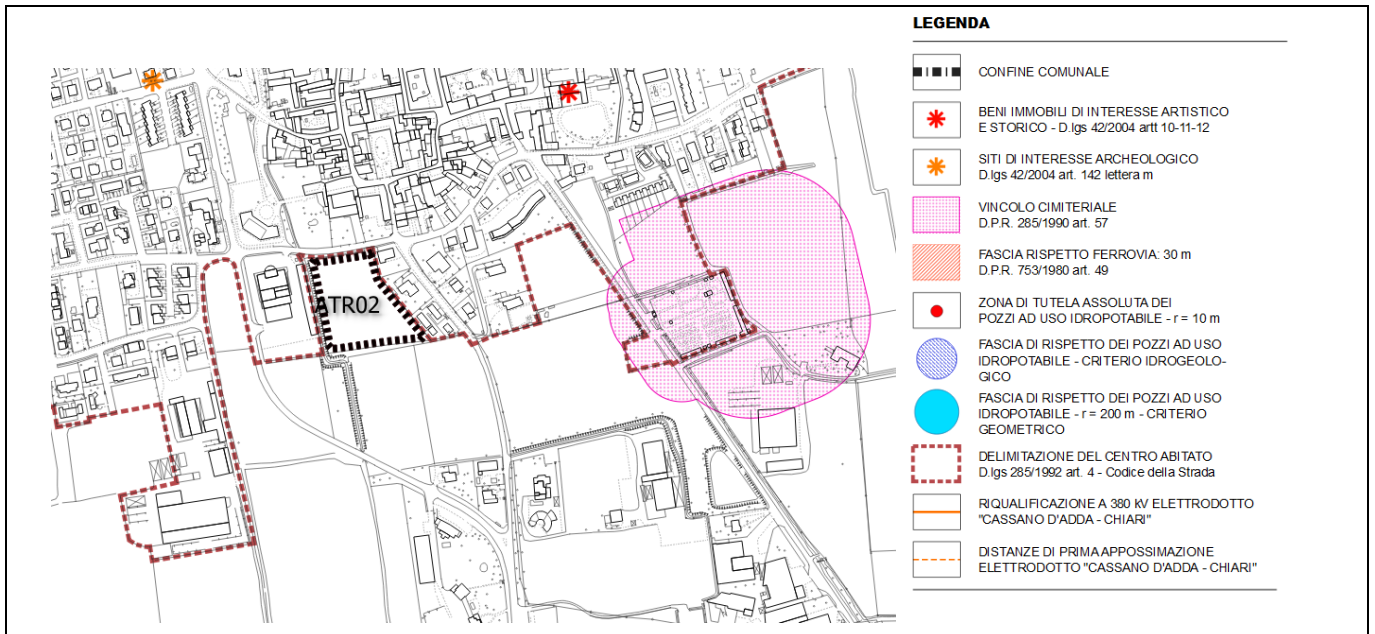 LEGENDA
CONFINE COMUNALE
BENI IMMOBILI DI INTERESSE ARTISTICO
E STORICO - D.lgs 42/2004 artt 10-11-12
SITI DI INTERESSE ARCHEOLOGICO
D.lgs 42/2004 art. 142 lettera m
VINCOLO CIMITERIALE
D.P.R. 285/1990 art. 57
FASCIA RISPETTO FERROVIA: 30 m
D.P.R. 753/1980 art. 49
ZONA DI TUTELA ASSOLUTA DEI
POZZI AD USO IDROPOTABILE - r = 10 m
FASCIA DI RISPETTO DEI POZZI AD USO
IDROPOTABILE - CRITERIO IDROGEOLO-
GICO
FASCIA DI RISPETTO DEI POZZI AD USO
IDROPOTABILE - r = 200 m - CRITERIO
GEOMETRICO
DELIMITAZIONE DEL CENTRO ABITATO
D.lgs 285/1992 art. 4 - Codice della Strada
RIQUALIFICAZIONE A 380 kV ELETTRODOTTO
"CASSANO D'ADDA - CHIARI"
DISTANZE DI PRIMA APPOSSIMAZIONE
ELETTRODOTTO "CASSANO D'ADDA - CHIARI"
ATR02